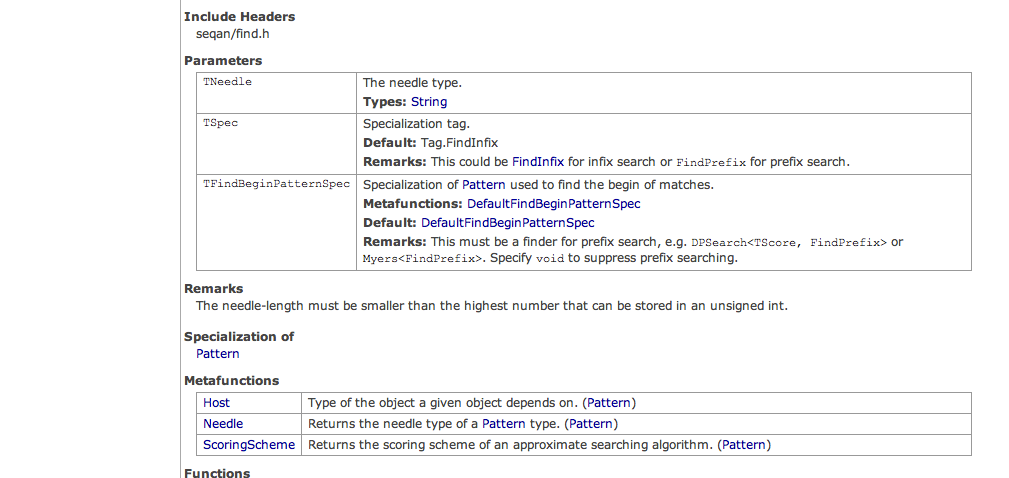 Include Headers
seqan/find.h
Parameters
TNeedle The needle type.
Types: String
TSpec Specialization tag.
Default: Tag.FindInfix
Remarks: This could be FindInfix for infix search or FindPrefix for prefix search.
TFindBeginPatternSpec Specialization of Pattern used to find the begin of matches.
Metafunctions: DefaultFindBeginPatternSpec
Default: DefaultFindBeginPatternSpec
Remarks: This must be a finder for prefix search, e.g. DPSearch<TScore, FindPrefix> or
Myers<FindPrefix>. Specify void to suppress prefix searching.
Remarks
The needle-length must be smaller than the highest number that can be stored in an unsigned int.
Specialization of
Pattern
Metafunctions
Host Type of the object a given object depends on. (Pattern)
Needle Returns the needle type of a Pattern type. (Pattern)
ScoringScheme Returns the scoring scheme of an approximate searching algorithm. (Pattern)
Functions